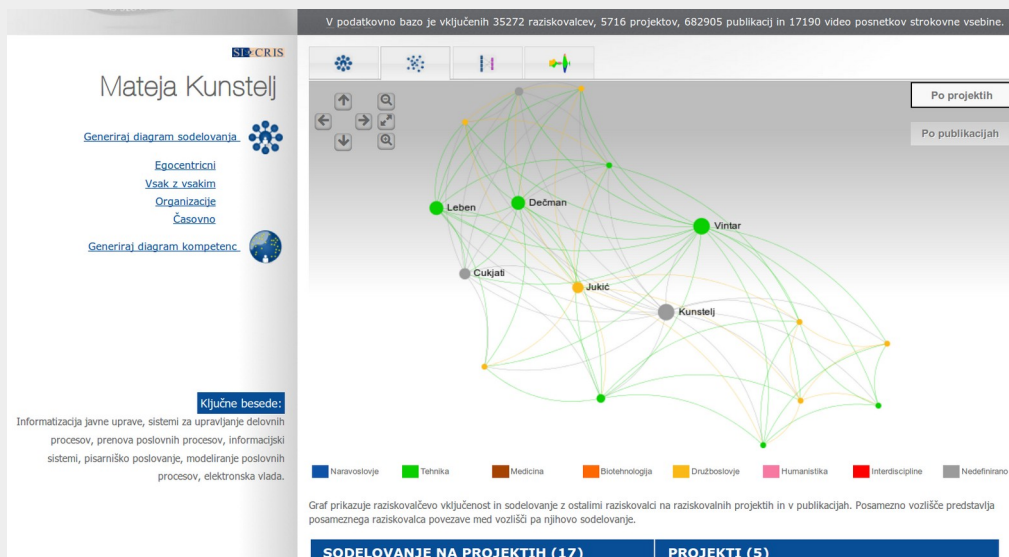 V podatkovno bazo je vključenih 35272 raziskovalcev, 5716 projektov, 682905 publikacij in 17190 video posnetkov strokovne vsebine.
SICRIS
Mateja Kunstelj
Generiraj diagram sodelovanja
Egocentricni
Vsak z vsakim
Organizacije
Časovno
Generiraj diagram kompetenc
Ključne besede:
Informatizacija javne uprave, sistemi za upravljanje delovnih
procesov, prenova poslovnih procesov, informacijski
sistemi, pisarniško poslovanje, modeliranje poslovnih
procesov, elektronska vlada.
Po projektih
Po publikacijah
Leben
Dečman
Vintar
Cukjati
Jukić
Kunstelj
Naravoslovje
Tehnika
Medicina
Biotehnologija
Družboslovje
Humanistika
Interdiscipline
Nedefinirano
Graf prikazuje raziskovalčevo vključenost in sodelovanje z ostalimi raziskovalci na raziskovalnih projektih in v publikacijah. Posamezno vozlišče predstavlja
posameznega raziskovalca povezave med vozlišči pa njihovo sodelovanje.
SODELOVANJE NA PROJEKTIH (17)
PROJEKTI (5)